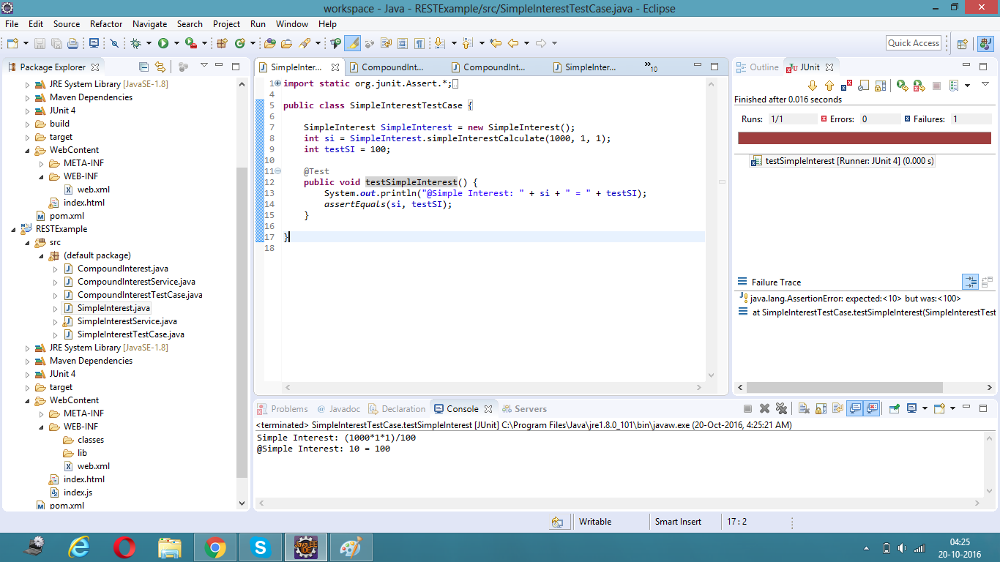 workspace - Java - RESTExample/src/SimpleInterestTestCase.java - Eclipse
File Edit Source Refactor Navigate Search Project Run Window Help
Quick Access
Package Explorer
JRE System Library [JavaSE-1.8]
Maven Dependencies
JUnit 4
build
target
WebContent
META-INF
WEB-INF
web.xml
index.html
pom.xml
RESTExample
src
(default package)
CompoundInterest.java
CompoundInterestService.java
CompoundInterestTestCase.java
SimpleInterest.java
SimpleInterestService.java
SimpleInterestTestCase.java
JRE System Library [JavaSE-1.8]
Maven Dependencies
JUnit 4
target
WebContent
META-INF
WEB-INF
classes
lib
web.xml
index.html
index.js
pom.xml
SimpleInter... CompoundInt... CompoundInt... SimpleInter... »10
1 import static org.junit.Assert.*;
4
5 public class SimpleInterestTestCase {
6
7 SimpleInterest SimpleInterest = new SimpleInterest();
8 int si = SimpleInterest.simpleInterestCalculate(1000, 1, 1);
9 int testSI = 100;
10
11 @Test
12 public void testSimpleInterest() {
13 System.out.println("@Simple Interest: " + si + " = " + testSI);
14 assertEquals(si, testSI);
15 }
16
17 }
18
Outline JUnit
Finished after 0.016 seconds
Runs: 1/1 Errors: 0 Failures: 1
testSimpleInterest [Runner: JUnit 4] (0.000 s)
Failure Trace
java.lang.AssertionError: expected:<10> but was:<100>
at SimpleInterestTestCase.testSimpleInterest(SimpleInterestTest
Problems @ Javadoc Declaration Console Servers
<terminated> SimpleInterestTestCase.testSimpleInterest [JUnit] C:\Program Files\Java\jre1.8.0_101\bin\javaw.exe (20-Oct-2016, 4:25:21 AM)
Simple Interest: (1000*1*1)/100
@Simple Interest: 10 = 100
Writable Smart Insert 17 : 2
Java EE
IDE
04:25
20-10-2016